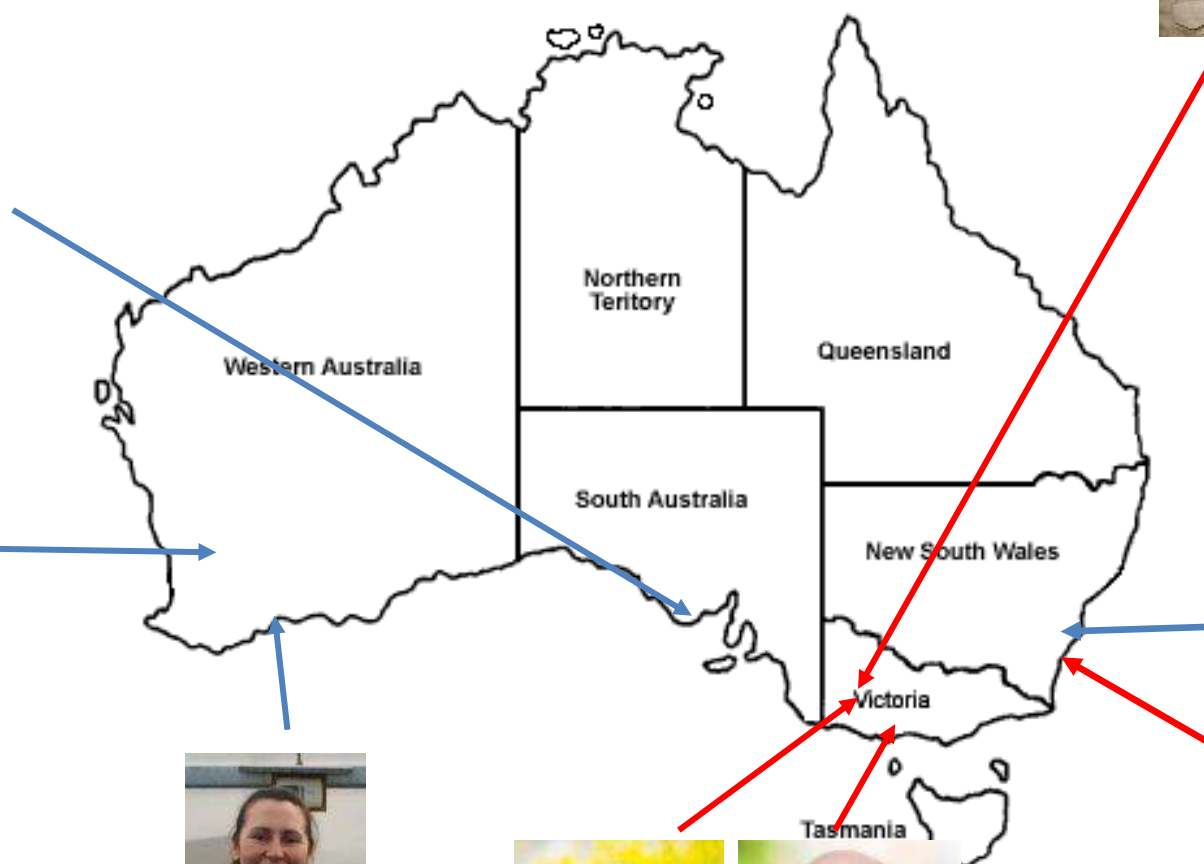 Northern
Teritory
Queensland
Western Australia
South Australia
New South Wales
Victoria
Tasmania